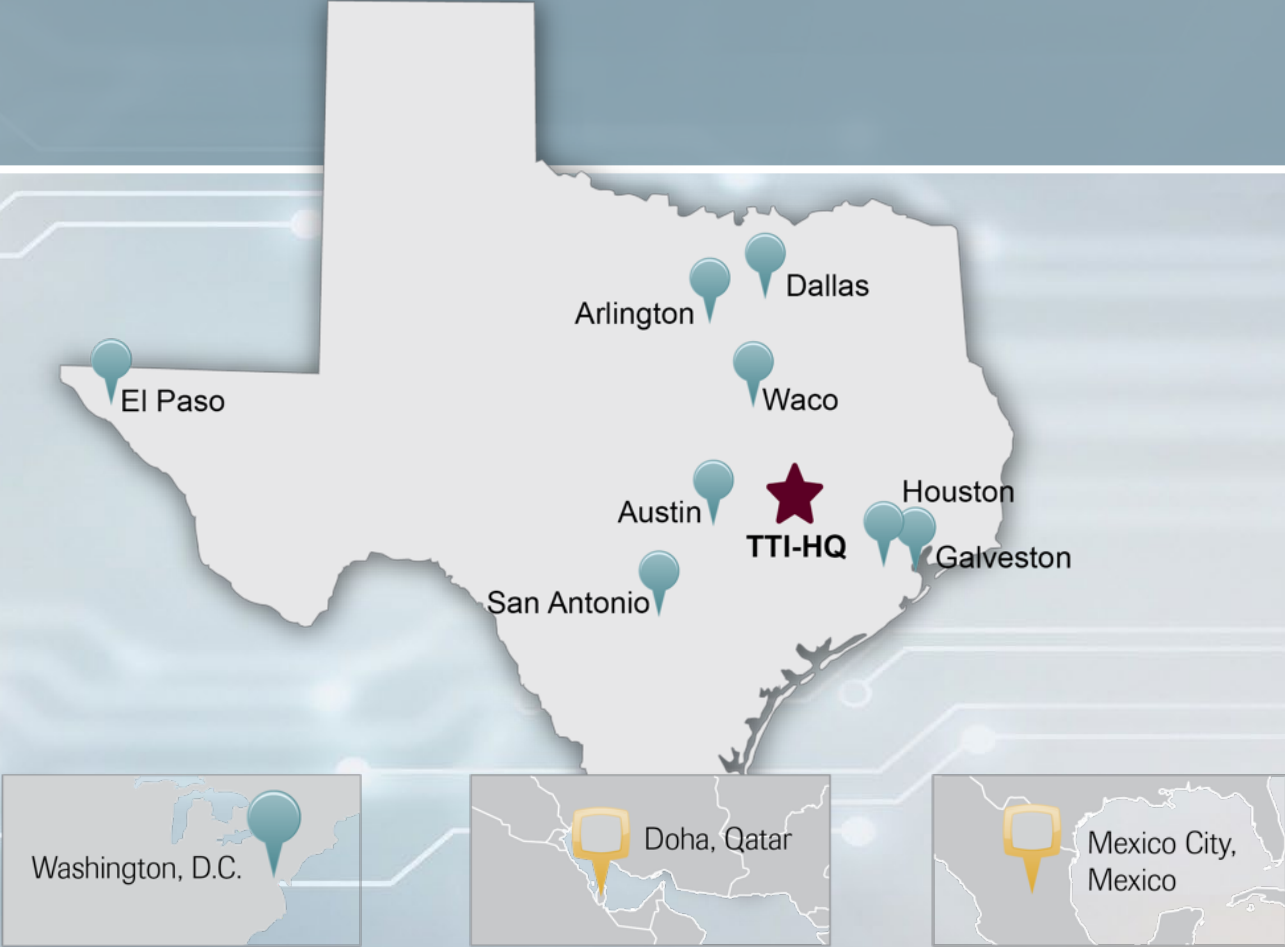 Dallas
Arlington
El Paso
Waco
Houston
Austin
TTI-HQ
Galveston
San Antonio
Washington, D.C.
Doha, Qatar
Mexico City,
Mexico